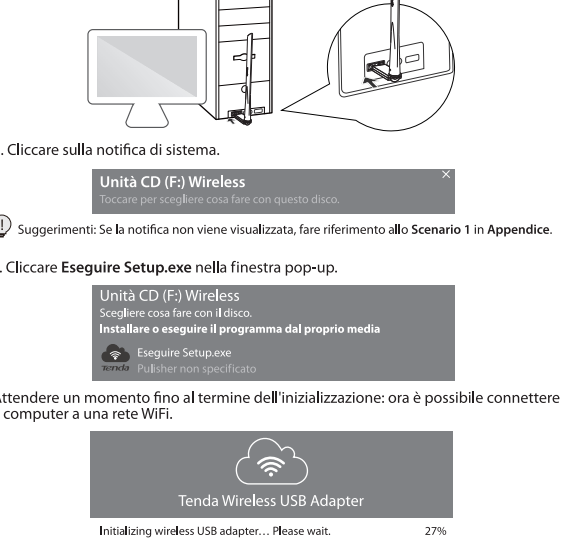 . Cliccare sulla notifica di sistema.
Unità CD (F:) Wireless
Toccare per scegliere cosa fare con questo disco.
Suggerimenti: Se la notifica non viene visualizzata, fare riferimento allo Scenario 1 in Appendice.
. Cliccare Eseguire Setup.exe nella finestra pop-up.
Unità CD (F:) Wireless
Scegliere cosa fare con il disco.
Installare o eseguire il programma dal proprio media
Eseguire Setup.exe
Tenda
Pulisher non specificato
Attendere un momento fino al termine dell'inizializzazione: ora è possibile connettere
computer a una rete WiFi.
Tenda Wireless USB Adapter
Initializing wireless USB adapter… Please wait. 27%